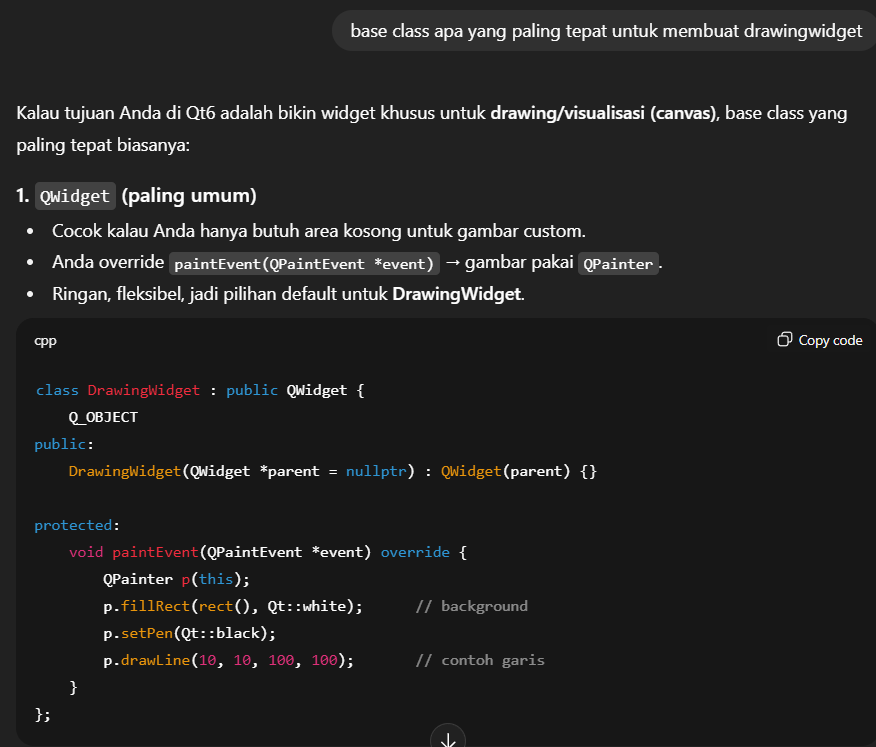 base class apa yang paling tepat untuk membuat drawingwidget
Kalau tujuan Anda di Qt6 adalah bikin widget khusus untuk drawing/visualisasi (canvas), base class yang
paling tepat biasanya:
1. QWidget (paling umum)
• Cocok kalau Anda hanya butuh area kosong untuk gambar custom.
• Anda override paintEvent(QPaintEvent *event) → gambar pakai QPainter.
• Ringan, fleksibel, jadi pilihan default untuk DrawingWidget.
cpp Copy code
class DrawingWidget : public QWidget {
    Q_OBJECT
public:
    DrawingWidget(QWidget *parent = nullptr) : QWidget(parent) {}
protected:
    void paintEvent(QPaintEvent *event) override {
        QPainter p(this);
        p.fillRect(rect(), Qt::white);      // background
        p.setPen(Qt::black);
        p.drawLine(10, 10, 100, 100);       // contoh garis
    }
};